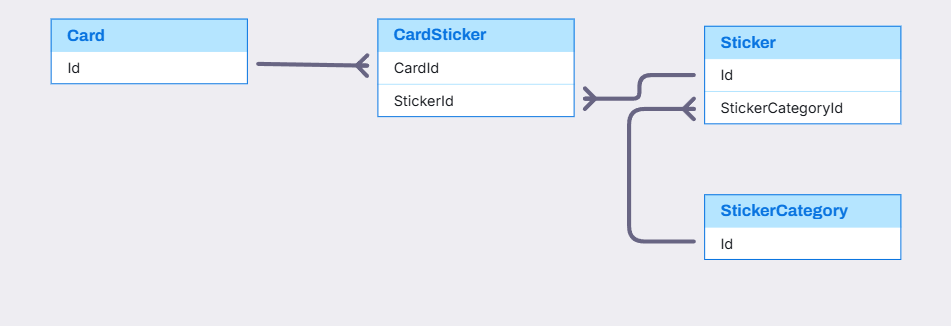 Card
Id
CardSticker
CardId
StickerId
Sticker
Id
StickerCategoryId
StickerCategory
Id